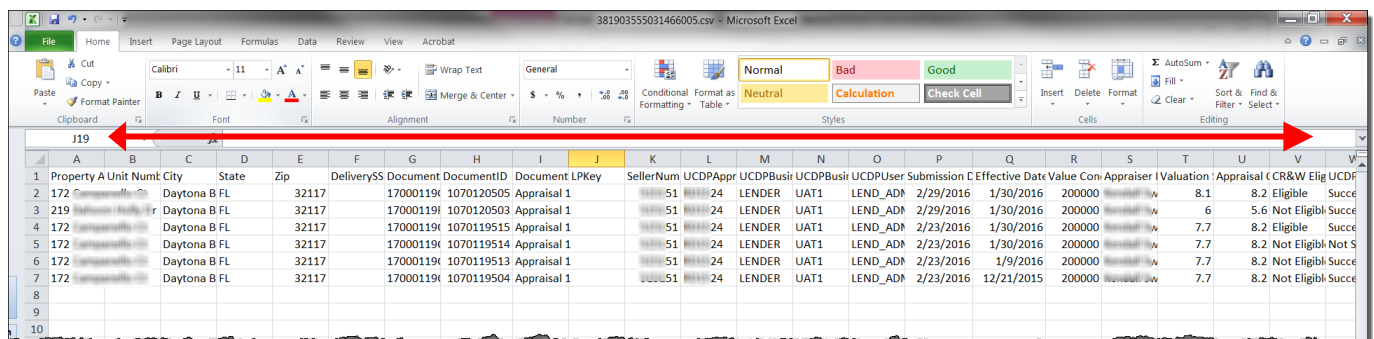 381903555031466005.csv - Microsoft Excel
File Home Insert Page Layout Formulas Data Review View Acrobat
Cut
Copy
Format Painter
Paste
Clipboard
Calibri 11 A A
B I U
Font
Wrap Text
Merge & Center
Alignment
General
$ % , .0 .00 .00 .0
Number
Conditional Formatting
Format as Table
Normal Bad Good
Neutral Calculation Check Cell
Styles
Insert Delete Format
Cells
Σ AutoSum
Fill
Clear
Sort & Filter
Find & Select
Editing
J19
A B C D E F G H I J K L M N O P Q R S T U V W
1 Property A Unit Numb City State Zip DeliverySS Document DocumentID Document LPKey SellerNum UCDPAppr UCDPBusir UCDPBusir UCDPUser Submission D Effective Date Value Con Appraiser Valuation Appraisal CR&W Elig UCDP
2 172 Daytona B FL 32117 1700011 1070120505 Appraisal 1 51 24 LENDER UAT1 LEND_ADM 2/29/2016 1/30/2016 200000 8.1 8.2 Eligible Succe
3 219 Daytona B FL 32117 1700011 1070120503 Appraisal 1 51 24 LENDER UAT1 LEND_ADM 2/29/2016 1/30/2016 200000 6 5.6 Not Eligibl Succe
4 172 Daytona B FL 32117 1700011 1070119515 Appraisal 1 51 24 LENDER UAT1 LEND_ADM 2/23/2016 1/30/2016 200000 7.7 8.2 Eligible Succe
5 172 Daytona B FL 32117 1700011 1070119514 Appraisal 1 51 24 LENDER UAT1 LEND_ADM 2/23/2016 1/30/2016 200000 7.7 8.2 Not Eligibl Not S
6 172 Daytona B FL 32117 1700011 1070119513 Appraisal 1 51 24 LENDER UAT1 LEND_ADM 2/23/2016 1/9/2016 200000 7.7 8.2 Not Eligibl Succe
7 172 Daytona B FL 32117 1700011 1070119504 Appraisal 1 51 24 LENDER UAT1 LEND_ADM 2/23/2016 12/21/2015 200000 7.7 8.2 Not Eligibl Succe
8
9
10